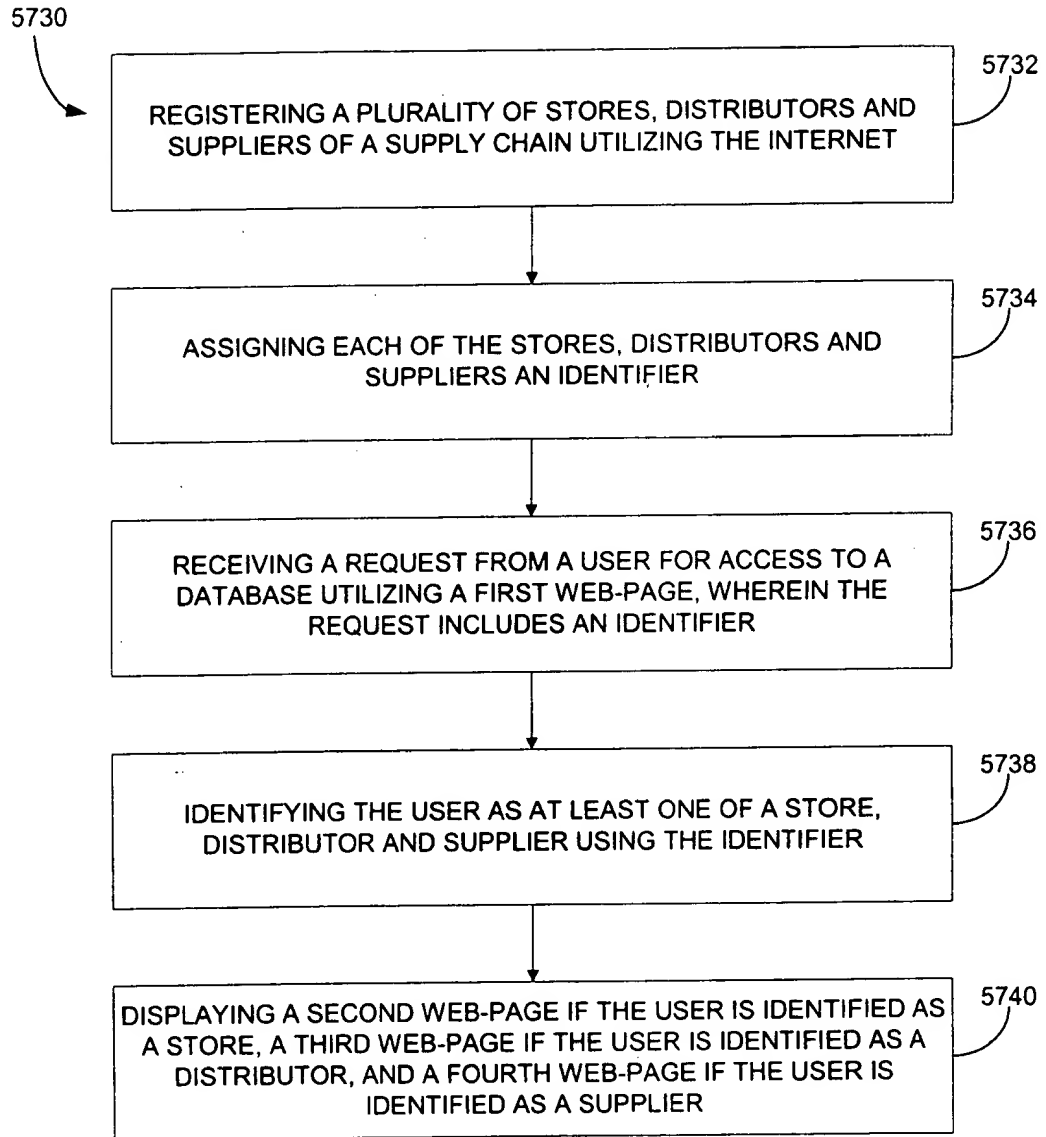 5730
5732
REGISTERING A PLURALITY OF STORES, DISTRIBUTORS AND
SUPPLIERS OF A SUPPLY CHAIN UTILIZING THE INTERNET
5734
ASSIGNING EACH OF THE STORES, DISTRIBUTORS AND
SUPPLIERS AN IDENTIFIER
5736
RECEIVING A REQUEST FROM A USER FOR ACCESS TO A
DATABASE UTILIZING A FIRST WEB-PAGE, WHEREIN THE
REQUEST INCLUDES AN IDENTIFIER
5738
IDENTIFYING THE USER AS AT LEAST ONE OF A STORE,
DISTRIBUTOR AND SUPPLIER USING THE IDENTIFIER
5740
DISPLAYING A SECOND WEB-PAGE IF THE USER IS IDENTIFIED AS
A STORE, A THIRD WEB-PAGE IF THE USER IS IDENTIFIED AS A
DISTRIBUTOR, AND A FOURTH WEB-PAGE IF THE USER IS
IDENTIFIED AS A SUPPLIER